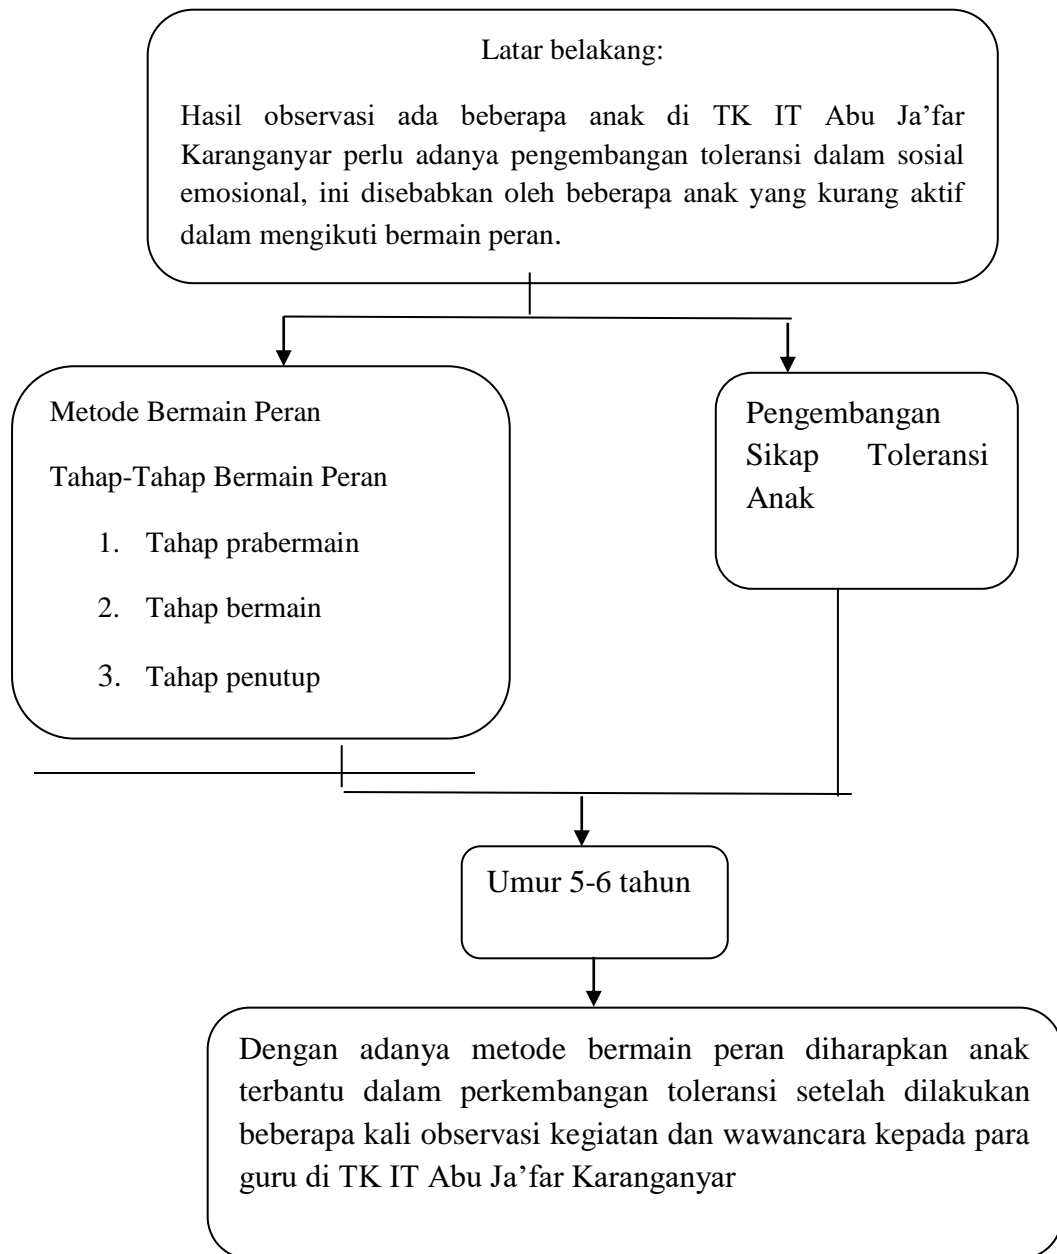 Latar belakang:
Hasil observasi ada beberapa anak di TK IT Abu Ja’far
Karanganyar perlu adanya pengembangan toleransi dalam sosial
emosional, ini disebabkan oleh beberapa anak yang kurang aktif
dalam mengikuti bermain peran.
Metode Bermain Peran
Tahap-Tahap Bermain Peran
1. Tahap prabermain
2. Tahap bermain
3. Tahap penutup
Pengembangan
Sikap Toleransi
Anak
Umur 5-6 tahun
Dengan adanya metode bermain peran diharapkan anak
terbantu dalam perkembangan toleransi setelah dilakukan
beberapa kali observasi kegiatan dan wawancara kepada para
guru di TK IT Abu Ja’far Karanganyar